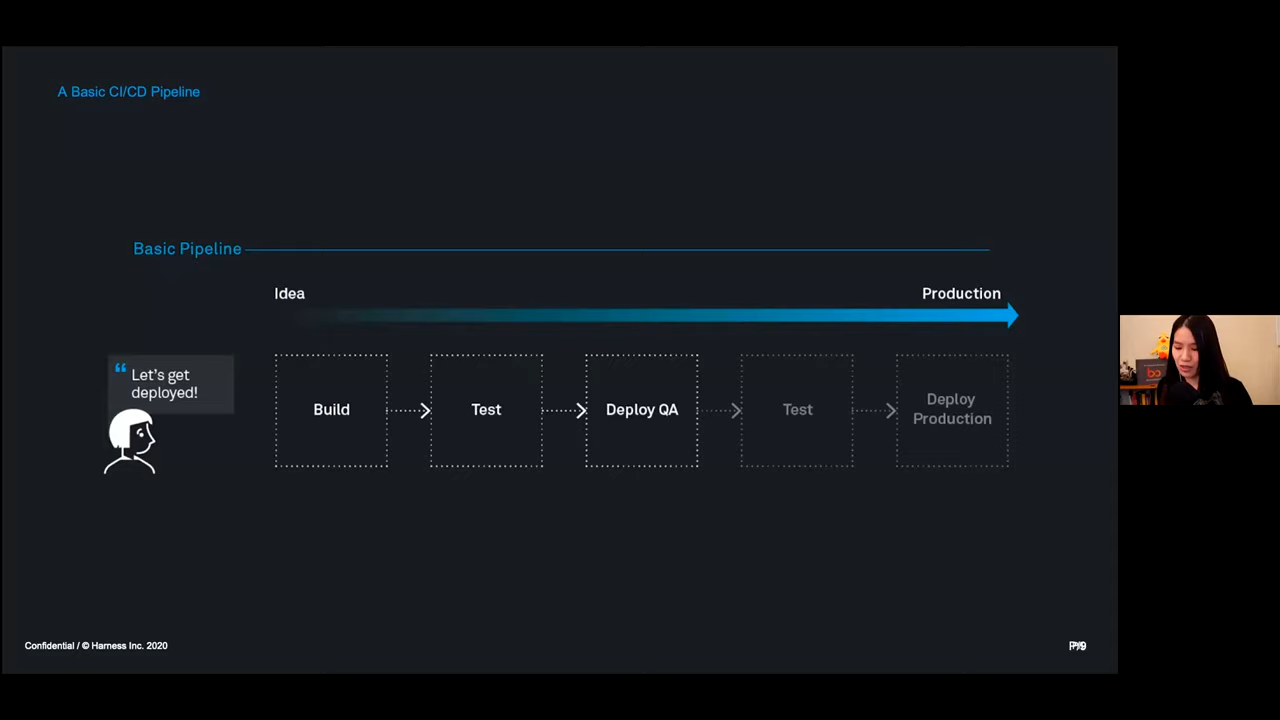 A Basic CI/CD Pipeline
Basic Pipeline
Idea
Production
“ Let’s get
deployed!
Build
Test
Deploy QA
Test
Deploy
Production
Confidential / © Harness Inc. 2020